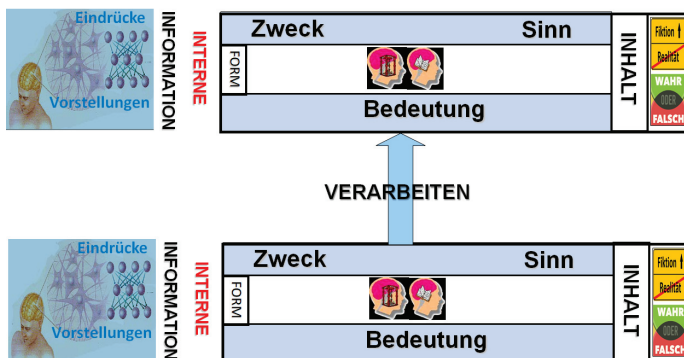 Eindrücke
Vorstellungen
INFORMATION
INTERNE
Zweck Sinn
FORM
Bedeutung
INHALT
Fiktion
Realität
WAHR
ODER
FALSCH
VERARBEITEN
Eindrücke
Vorstellungen
INFORMATION
INTERNE
Zweck Sinn
FORM
Bedeutung
INHALT
Fiktion
Realität
WAHR
ODER
FALSCH